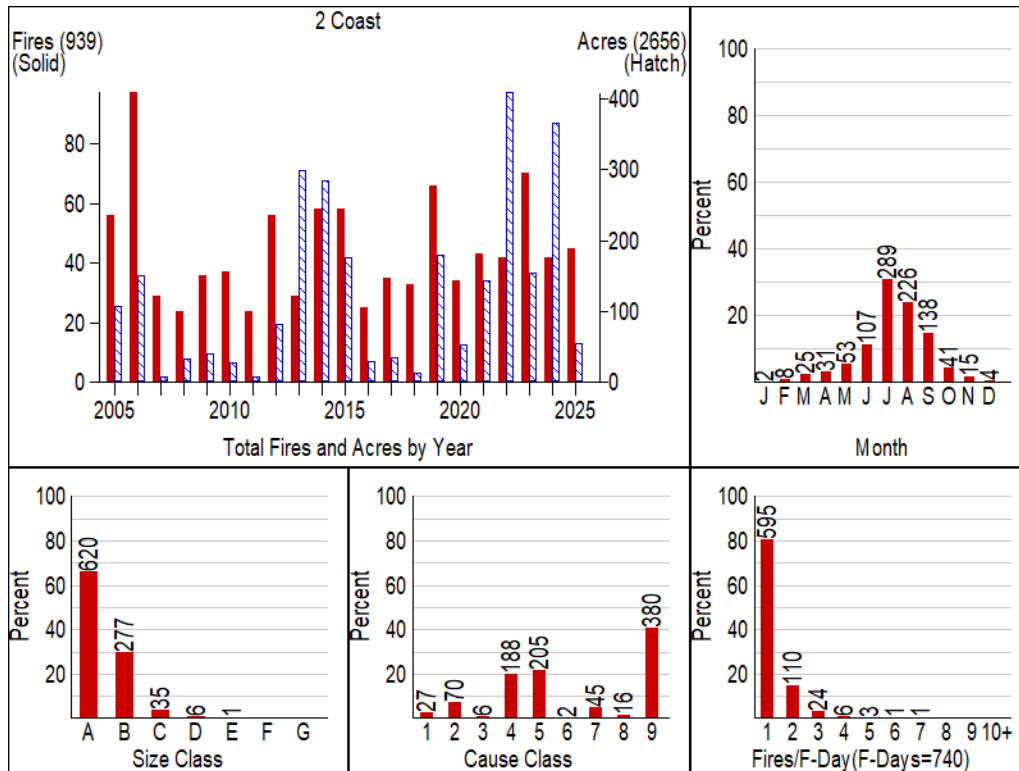 2 Coast
Fires (939)
(Solid)
Acres (2656)
(Hatch)
80
60
40
20
0
400
300
200
100
0
2005 2010 2015 2020 2025
Total Fires and Acres by Year
100
80
60
40
20
Percent
2 8 25 31 53 107 289 226 138 41 15 4
J F M A M J J A S O N D
Month
100
80
60
40
20
Percent
620 277 35 6 1
A B C D E F G
Size Class
100
80
60
40
20
Percent
27 70 6 188 205 2 45 16 380
1 2 3 4 5 6 7 8 9
Cause Class
100
80
60
40
20
Percent
595 110 24 6 3 1 1
1 2 3 4 5 6 7 8 9 10+
Fires/F-Day(F-Days=740)